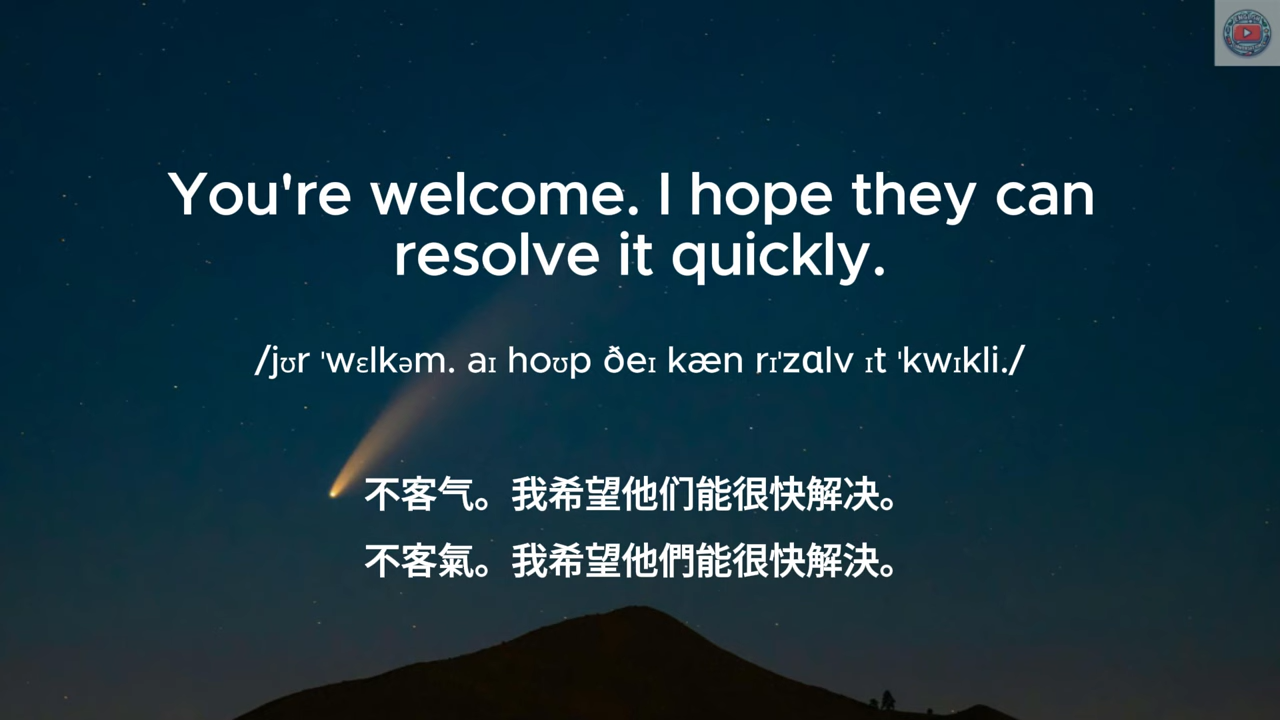 You're welcome. I hope they can
resolve it quickly.
/jʊr ˈwɛlkəm. aɪ hoʊp ðeɪ kæn rɪˈzɑlv ɪt ˈkwɪkli./
不客气。我希望他们能很快解决。
不客氣。我希望他們能很快解決。